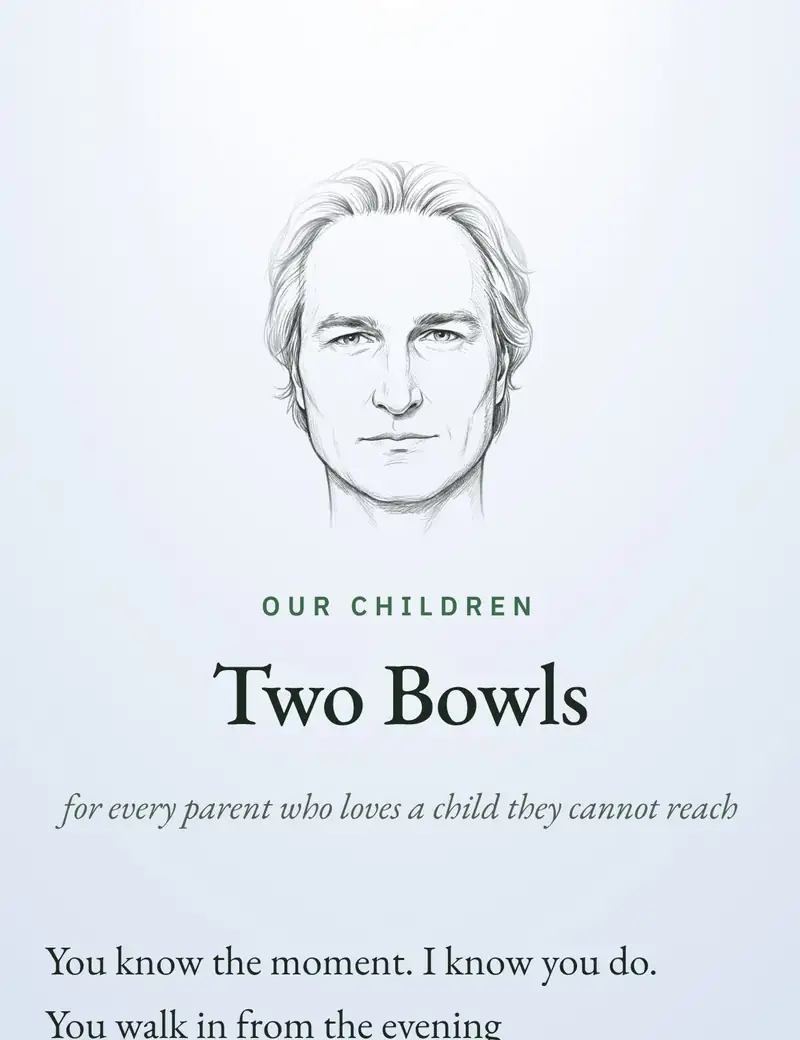 OUR CHILDREN
Two Bowls
for every parent who loves a child they cannot reach
You know the moment. I know you do.
You walk in from the evening